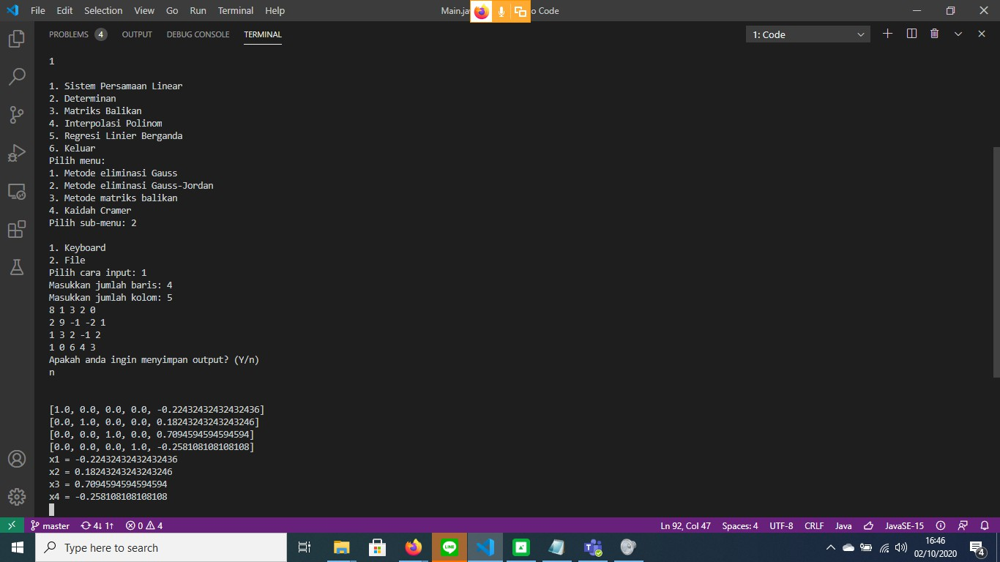 File Edit Selection View Go Run Terminal Help
Main.ja
o Code
PROBLEMS 4 OUTPUT DEBUG CONSOLE TERMINAL
1: Code
1
1. Sistem Persamaan Linear
2. Determinan
3. Matriks Balikan
4. Interpolasi Polinom
5. Regresi Linier Berganda
6. Keluar
Pilih menu:
1. Metode eliminasi Gauss
2. Metode eliminasi Gauss-Jordan
3. Metode matriks balikan
4. Kaidah Cramer
Pilih sub-menu: 2
1. Keyboard
2. File
Pilih cara input: 1
Masukkan jumlah baris: 4
Masukkan jumlah kolom: 5
8 1 3 2 0
2 9 -1 -2 1
1 3 2 -1 2
1 0 6 4 3
Apakah anda ingin menyimpan output? (Y/n)
n
[1.0, 0.0, 0.0, 0.0, -0.22432432432432436]
[0.0, 1.0, 0.0, 0.0, 0.18243243243243246]
[0.0, 0.0, 1.0, 0.0, 0.7094594594594594]
[0.0, 0.0, 0.0, 1.0, -0.258108108108108]
x1 = -0.22432432432432436
x2 = 0.18243243243243246
x3 = 0.7094594594594594
x4 = -0.258108108108108
master 4↓ 1↑ 0 4 Ln 92, Col 47 Spaces: 4 UTF-8 CRLF Java JavaSE-15
Type here to search
LINE
16:46
02/10/2020
4